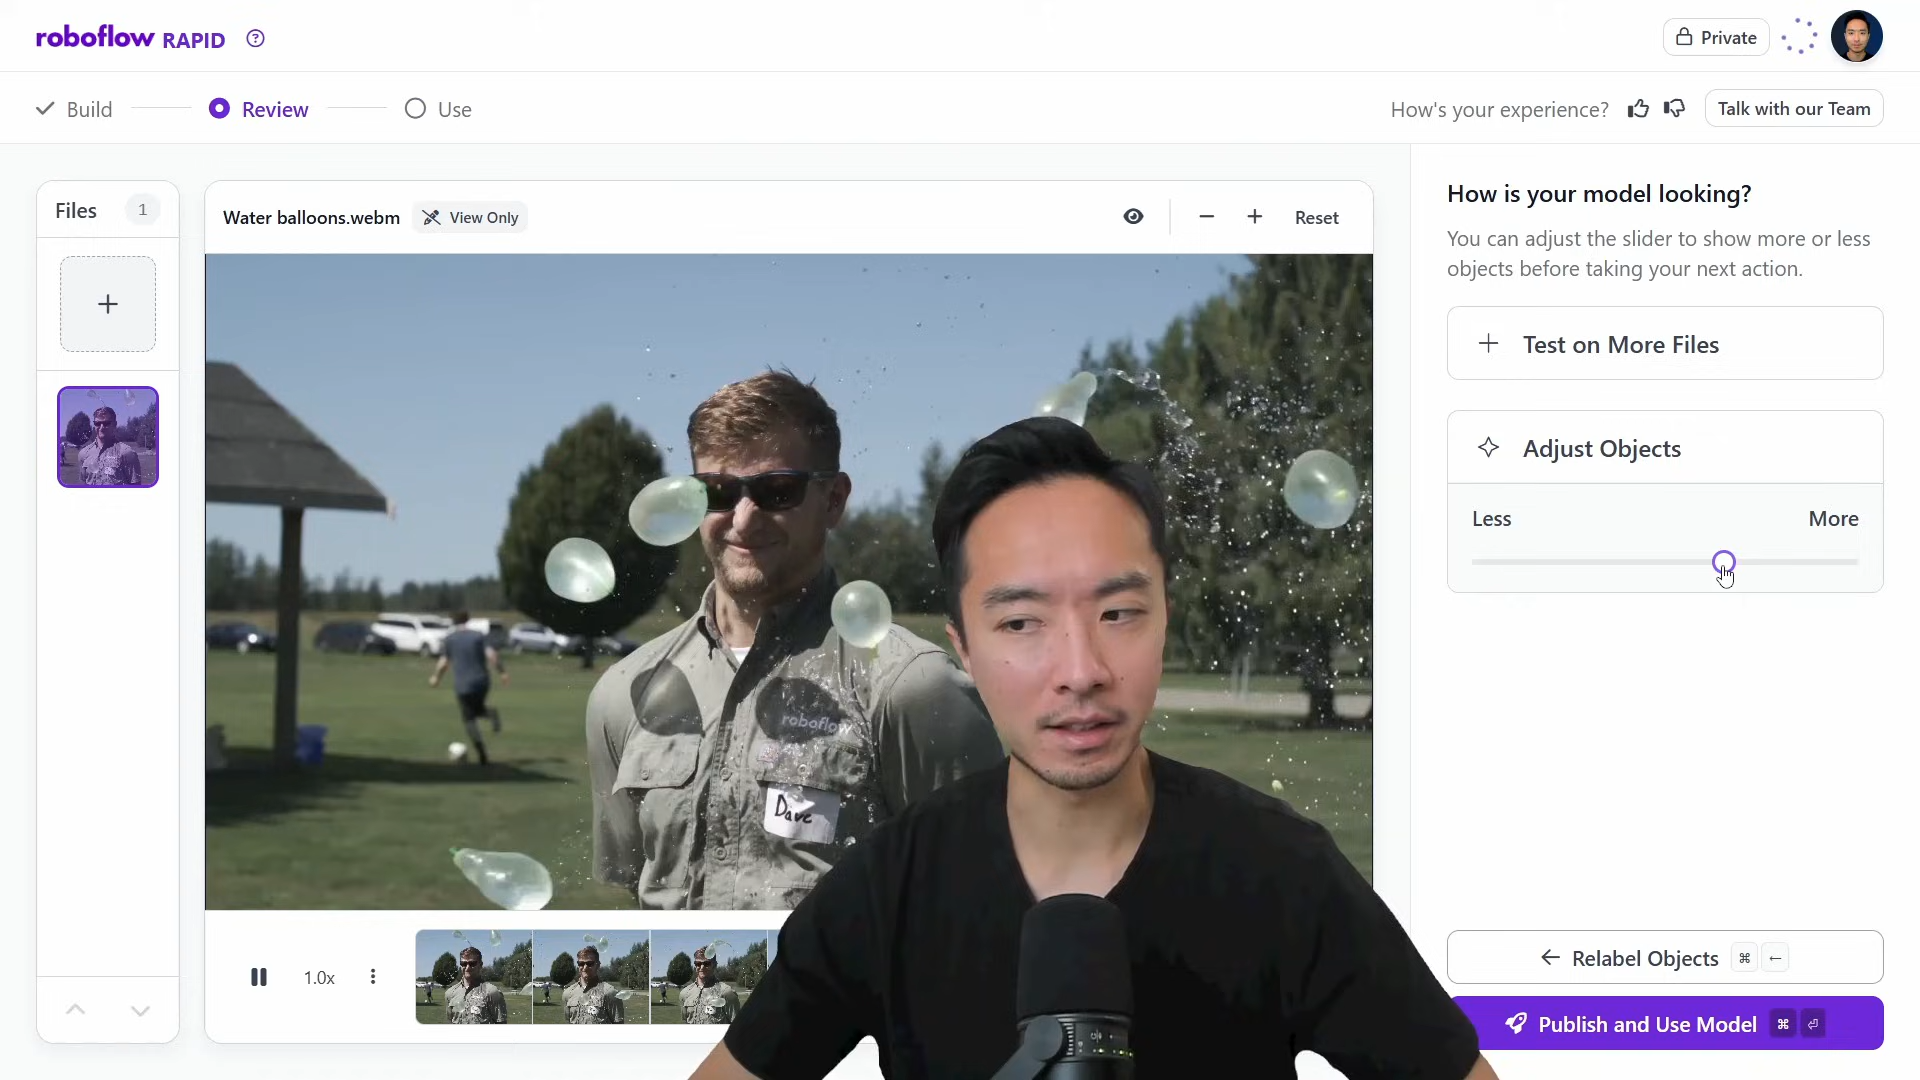 roboflow RAPID
Private
Build
Review
Use
How's your experience?
Talk with our Team
Files
1
Water balloons.webm
View Only
Reset
How is your model looking?
You can adjust the slider to show more or less
objects before taking your next action.
Test on More Files
Adjust Objects
Less
More
roboflow
Dave
1.0x
Relabel Objects
Publish and Use Model